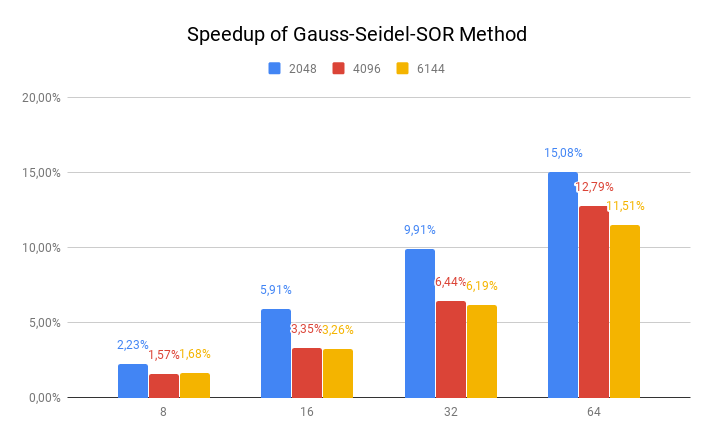 Speedup of Gauss-Seidel-SOR Method
2048 4096 6144
20,00%
15,00%
10,00%
5,00%
0,00%
2,23% 1,57% 1,68%
5,91% 3,35% 3,26%
9,91% 6,44% 6,19%
15,08% 12,79% 11,51%
8 16 32 64